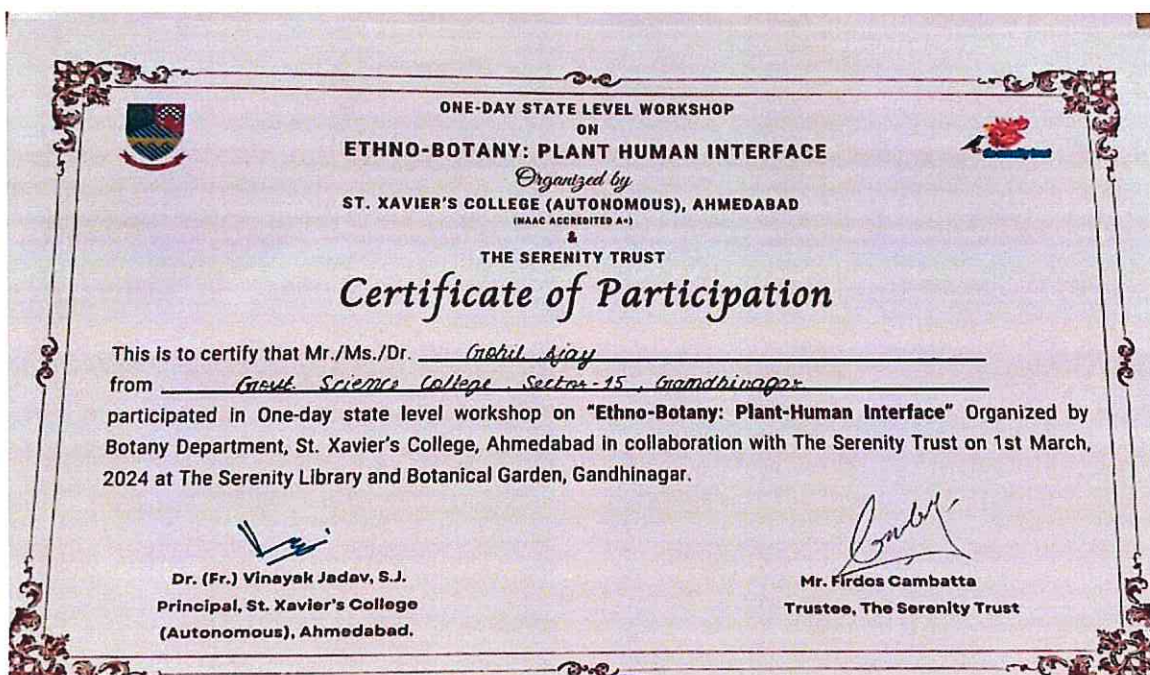 ONE-DAY STATE LEVEL WORKSHOP
ON
ETHNO-BOTANY: PLANT HUMAN INTERFACE
Organized by
ST. XAVIER'S COLLEGE (AUTONOMOUS), AHMEDABAD
(NAAC ACCREDITED A+)
&
THE SERENITY TRUST
Certificate of Participation
This is to certify that Mr./Ms./Dr. Gohil Ajay
from Govt. Science College, Sector-15, Gamdhinagar
participated in One-day state level workshop on "Ethno-Botany: Plant-Human Interface" Organized by
Botany Department, St. Xavier's College, Ahmedabad in collaboration with The Serenity Trust on 1st March,
2024 at The Serenity Library and Botanical Garden, Gandhinagar.
Dr. (Fr.) Vinayak Jadav, S.J.
Principal, St. Xavier's College
(Autonomous), Ahmedabad.
Mr. Firdos Cambatta
Trustee, The Serenity Trust